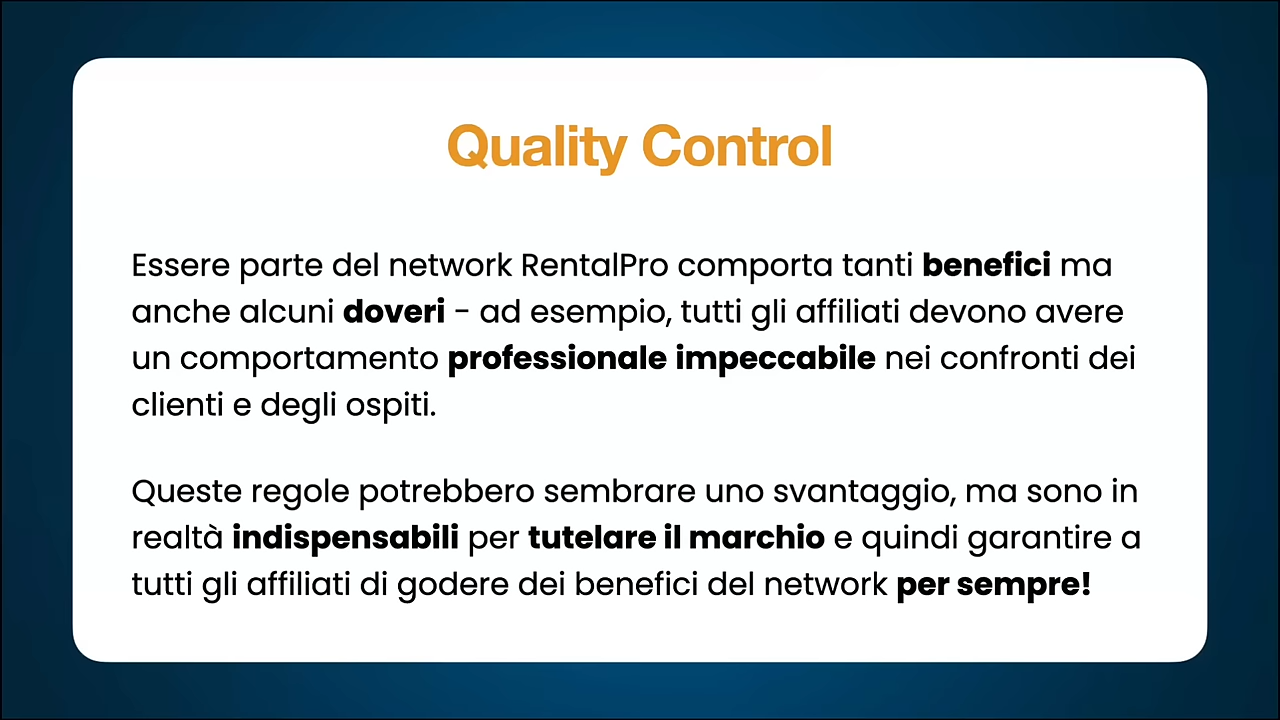 Quality Control
Essere parte del network RentalPro comporta tanti benefici ma
anche alcuni doveri - ad esempio, tutti gli affiliati devono avere
un comportamento professionale impeccabile nei confronti dei
clienti e degli ospiti.
Queste regole potrebbero sembrare uno svantaggio, ma sono in
realtà indispensabili per tutelare il marchio e quindi garantire a
tutti gli affiliati di godere dei benefici del network per sempre!